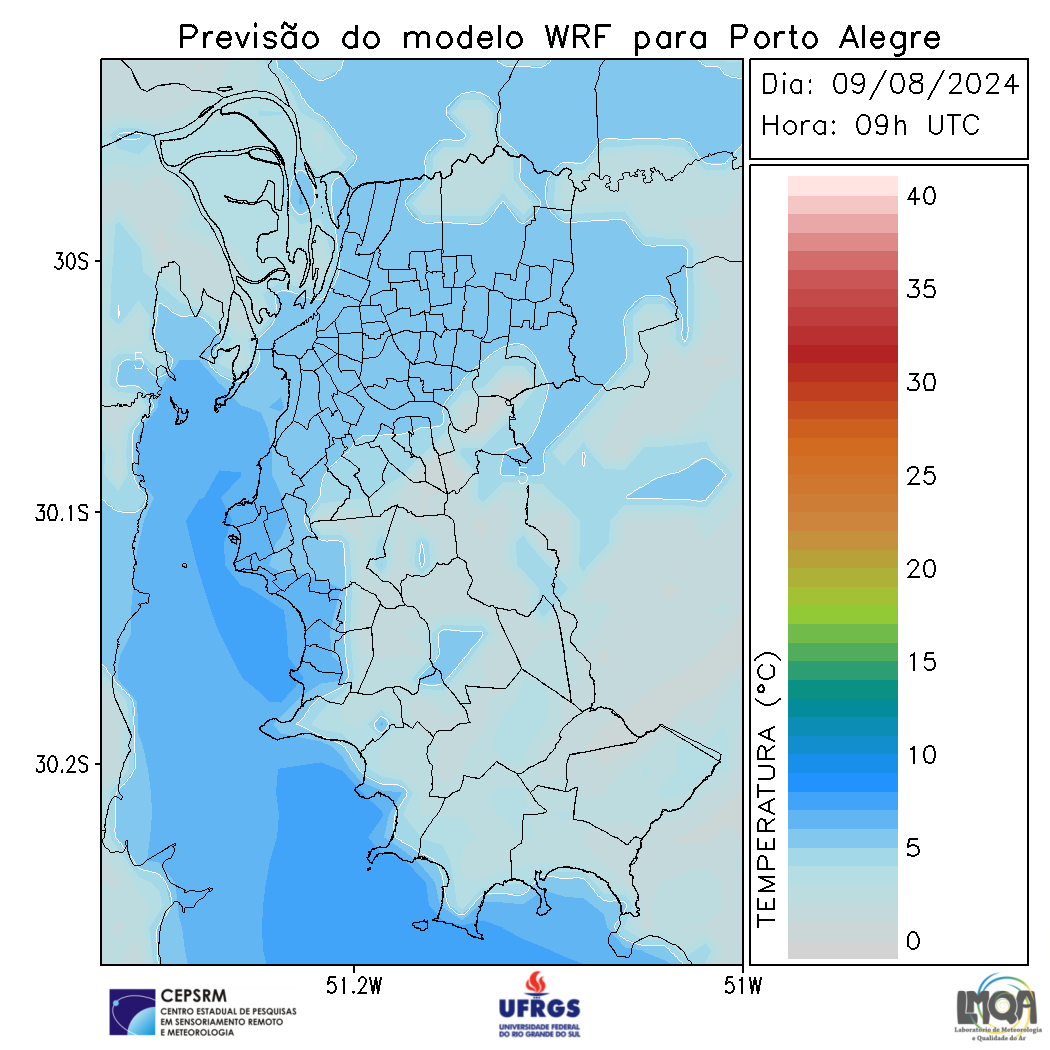 Previsão do modelo WRF para Porto Alegre
Dia: 09/08/2024
Hora: 09h UTC
30S
30.1S
30.2S
51.2W
51W
5
5
TEMPERATURA (°C)
40
35
30
25
20
15
10
5
0
CEPSRM
CENTRO ESTADUAL DE PESQUISAS
EM SENSORIAMENTO REMOTO
E METEOROLOGIA
UFRGS
UNIVERSIDADE FEDERAL
DO RIO GRANDE DO SUL
LMQA
Laboratório de Meteorologia
e Qualidade do Ar